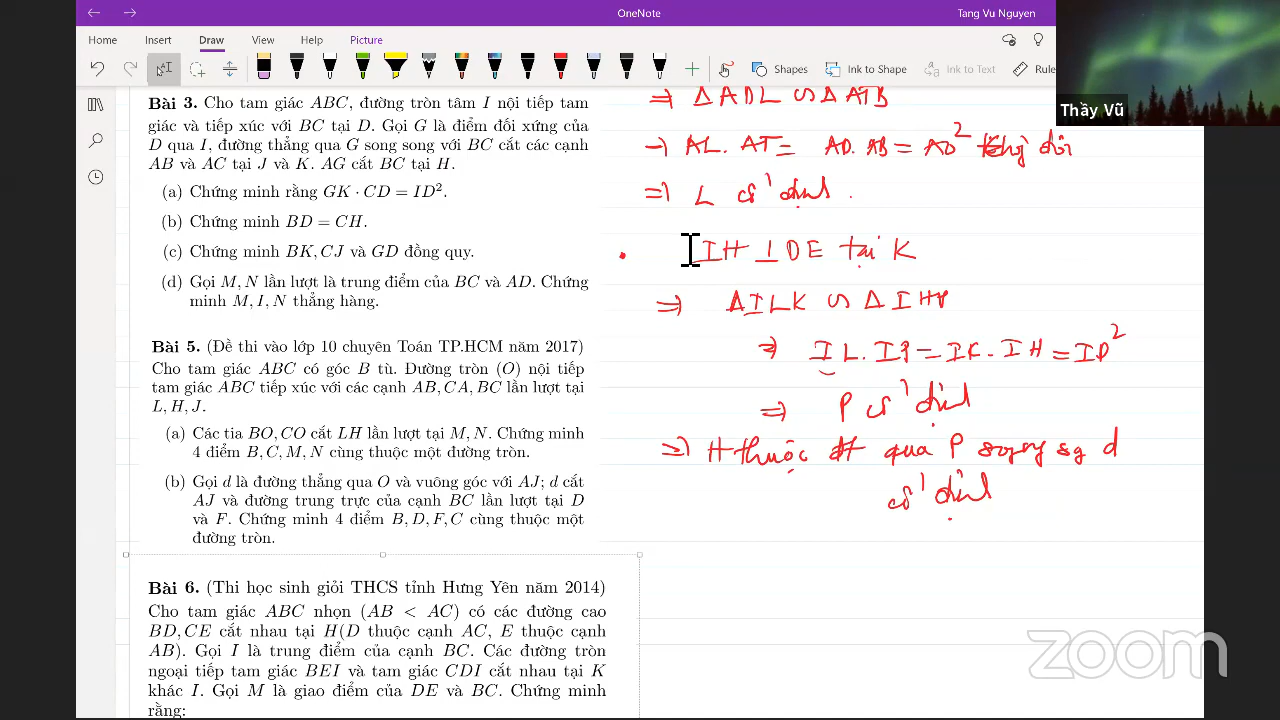 OneNote
Tang Vu Nguyen
Home Insert Draw View Help Picture
Shapes Ink to Shape Ink to Text Rule
Thầy Vũ
Bài 3. Cho tam giác ABC, đường tròn tâm I nội tiếp tam
giác và tiếp xúc với BC tại D. Gọi G là điểm đối xứng của
D qua I, đường thẳng qua G song song với BC cắt các cạnh
AB và AC tại J và K. AG cắt BC tại H.
(a) Chứng minh rằng GK · CD = ID².
(b) Chứng minh BD = CH.
(c) Chứng minh BK, CJ và GD đồng quy.
(d) Gọi M, N lần lượt là trung điểm của BC và AD. Chứng
minh M, I, N thẳng hàng.
Bài 5. (Đề thi vào lớp 10 chuyên Toán TP.HCM năm 2017)
Cho tam giác ABC có góc B tù. Đường tròn (O) nội tiếp
tam giác ABC tiếp xúc với các cạnh AB, CA, BC lần lượt tại
L, H, J.
(a) Các tia BO, CO cắt LH lần lượt tại M, N. Chứng minh
4 điểm B, C, M, N cùng thuộc một đường tròn.
(b) Gọi d là đường thẳng qua O và vuông góc với AJ; d cắt
AJ và đường trung trực của cạnh BC lần lượt tại D
và F. Chứng minh 4 điểm B, D, F, C cùng thuộc một
đường tròn.
Bài 6. (Thi học sinh giỏi THCS tỉnh Hưng Yên năm 2014)
Cho tam giác ABC nhọn (AB < AC) có các đường cao
BD, CE cắt nhau tại H(D thuộc cạnh AC, E thuộc cạnh
AB). Gọi I là trung điểm của cạnh BC. Các đường tròn
ngoại tiếp tam giác BEI và tam giác CDI cắt nhau tại K
khác I. Gọi M là giao điểm của DE và BC. Chứng minh
rằng:
⇒ Δ ADL ∽ Δ ATB
→ AL. AT = AO. AB = AO² không đổi
⇒ L cố định.
IH ⊥ DE tại K
⇒ Δ ILK ∽ Δ IHP
⇒ IL. IP = IK. IH = ID²
⇒ P cố định
⇒ H thuộc đt qua P song sg d
cố định
zoom